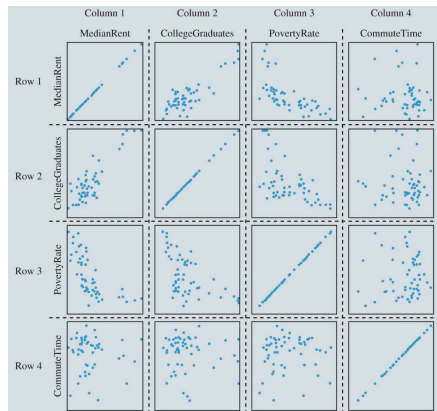 Column 1 Column 2 Column 3 Column 4
MedianRent CollegeGraduates PovertyRate CommuteTime
Row 1 MedianRent
Row 2 CollegeGraduates
Row 3 PovertyRate
Row 4 CommuteTime